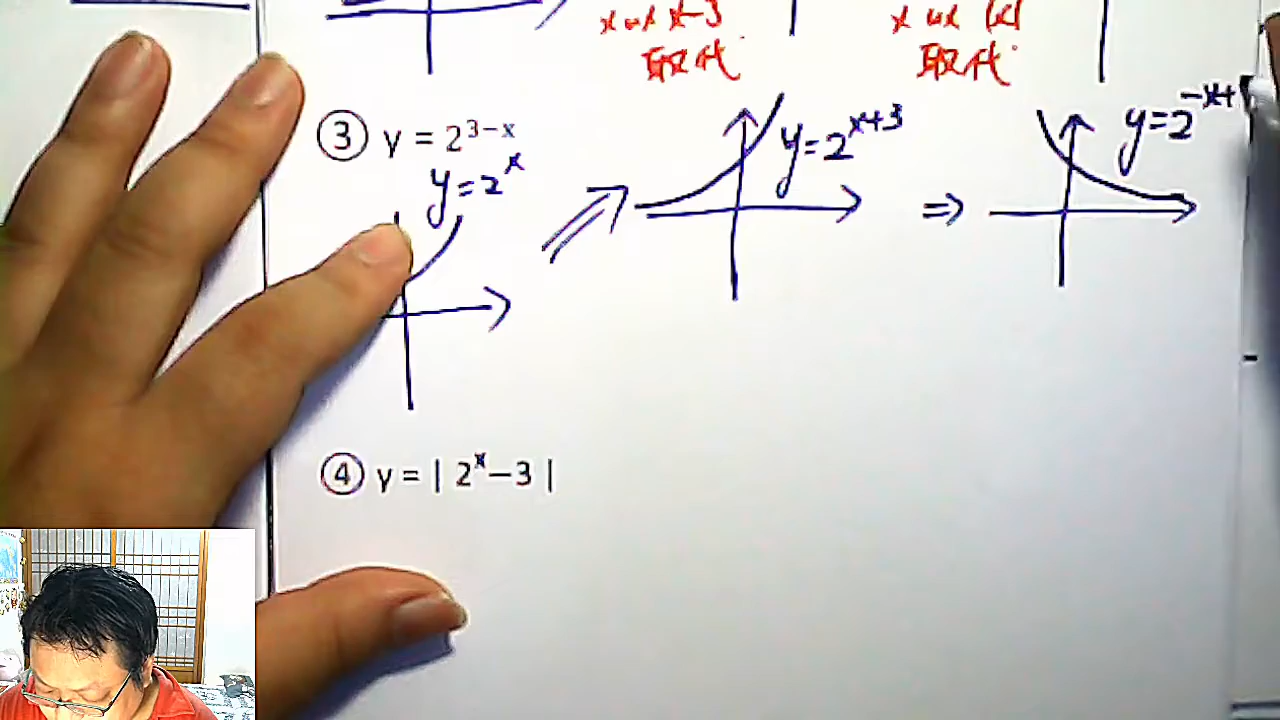 x以x-3
取代
x以|x|
取代
③ y = 2^{3-x}
y=2^x
y=2^{x+3}
⇒ y=2^{-x+
④ y = | 2^x-3 |